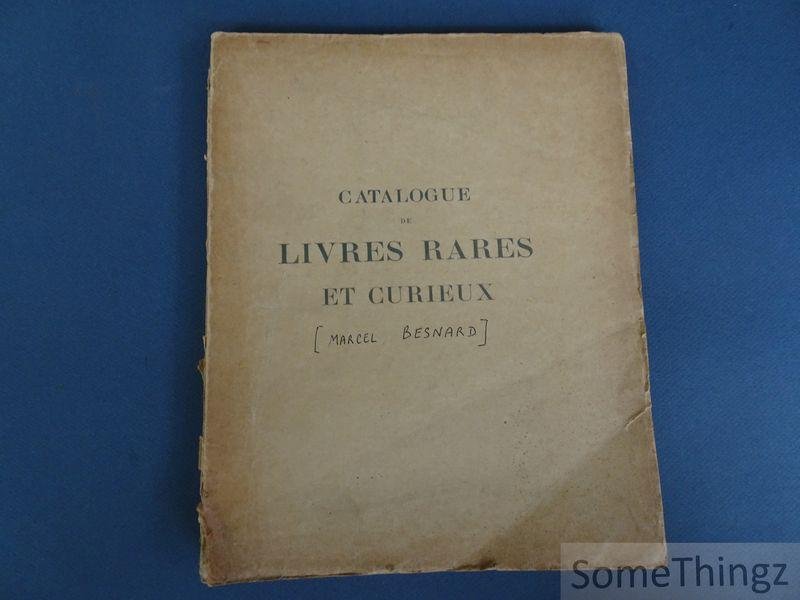 CATALOGUE
DE
LIVRES RARES
ET CURIEUX
[MARCEL BESNARD]
SomeThingz